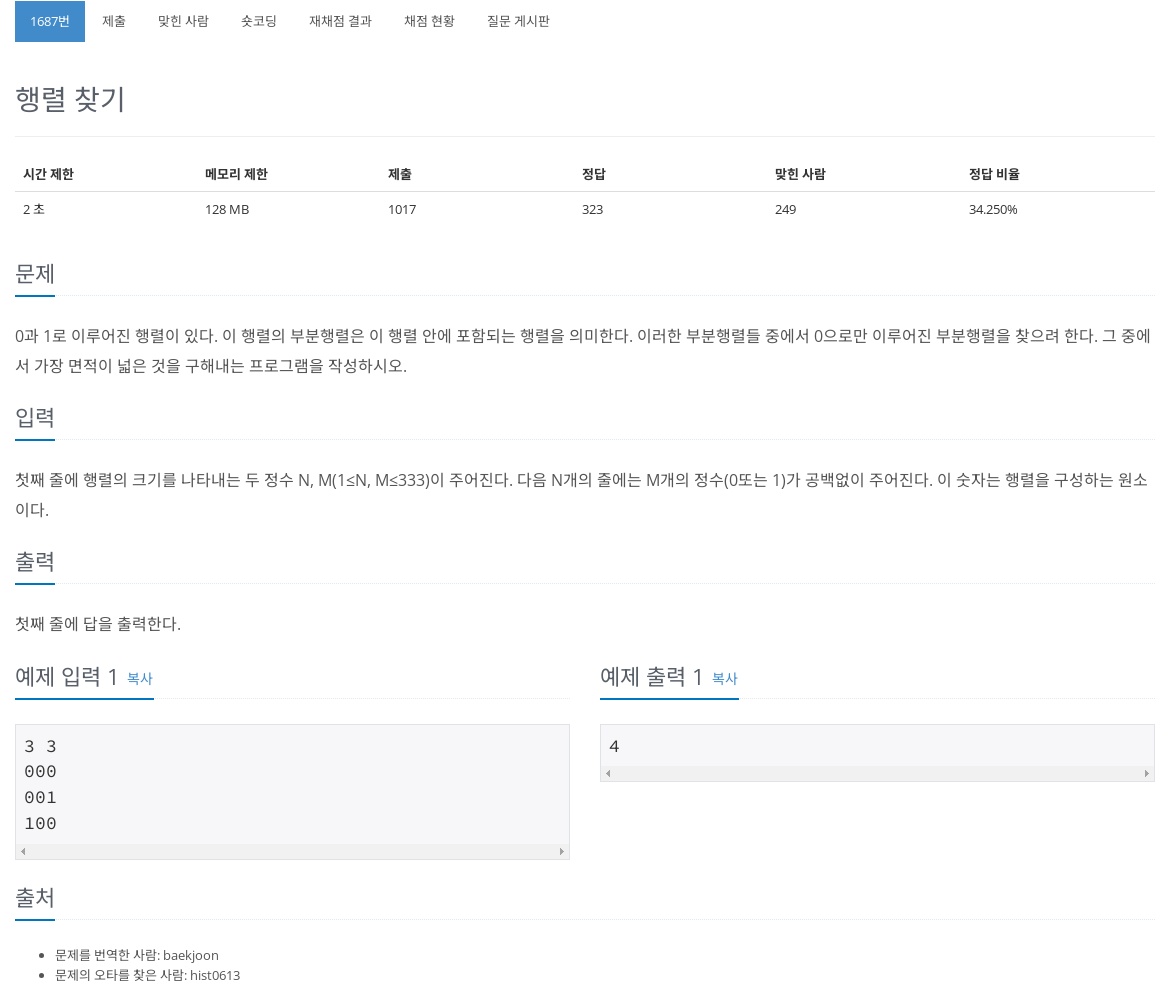 1687번 제출 맞힌 사람 숏코딩 재채점 결과 채점 현황 질문 게시판
행렬 찾기
시간 제한 메모리 제한 제출 정답 맞힌 사람 정답 비율
2 초 128 MB 1017 323 249 34.250%
문제
0과 1로 이루어진 행렬이 있다. 이 행렬의 부분행렬은 이 행렬 안에 포함되는 행렬을 의미한다. 이러한 부분행렬들 중에서 0으로만 이루어진 부분행렬을 찾으려 한다. 그 중에
서 가장 면적이 넓은 것을 구해내는 프로그램을 작성하시오.
입력
첫째 줄에 행렬의 크기를 나타내는 두 정수 N, M(1≤N, M≤333)이 주어진다. 다음 N개의 줄에는 M개의 정수(0또는 1)가 공백없이 주어진다. 이 숫자는 행렬을 구성하는 원소
이다.
출력
첫째 줄에 답을 출력한다.
예제 입력 1 복사
3 3
000
001
100
예제 출력 1 복사
4
출처
문제를 번역한 사람: baekjoon
문제의 오타를 찾은 사람: hist0613